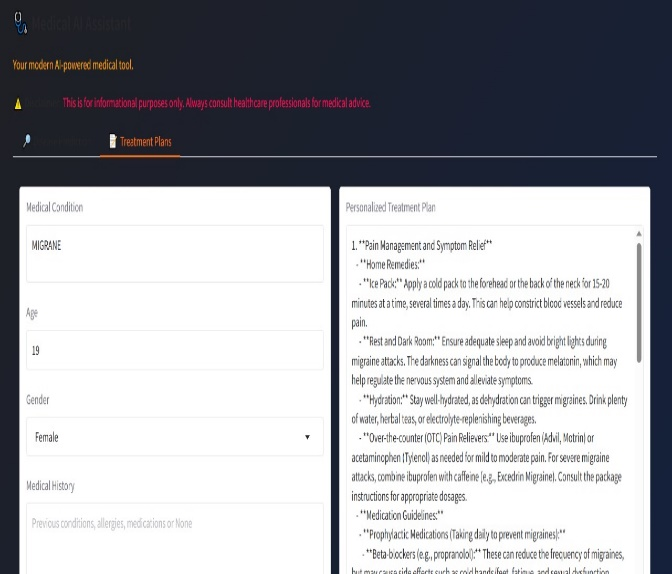 Medical AI Assistant
Your modern AI-powered medical tool.
This is for informational purposes only. Always consult healthcare professionals for medical advice.
Treatment Plans
Medical Condition
MIGRANE
Age
19
Gender
Female
Medical History
Previous conditions, allergies, medications or None
Personalized Treatment Plan
1. **Pain Management and Symptom Relief**
- **Home Remedies:**
- **Ice Pack:** Apply a cold pack to the forehead or the back of the neck for 15-20
minutes at a time, several times a day. This can help constrict blood vessels and reduce
pain.
- **Rest and Dark Room:** Ensure adequate sleep and avoid bright lights during
migraine attacks. The darkness can signal the body to produce melatonin, which may
help regulate the nervous system and alleviate symptoms.
- **Hydration:** Stay well-hydrated, as dehydration can trigger migraines. Drink plenty
of water, herbal teas, or electrolyte-replenishing beverages.
- **Over-the-counter (OTC) Pain Relievers:** Use ibuprofen (Advil, Motrin) or
acetaminophen (Tylenol) as needed for mild to moderate pain. For severe migraine
attacks, combine ibuprofen with caffeine (e.g., Excedrin Migraine). Consult the package
instructions for appropriate dosages.
- **Medication Guidelines:**
- **Prophylactic Medications (Taking daily to prevent migraines):**
- **Beta-blockers (e.g., propranolol):** These can reduce the frequency of migraines,
but may cause side effects such as cold hands/feet, fatigue, and sexual dysfunction.